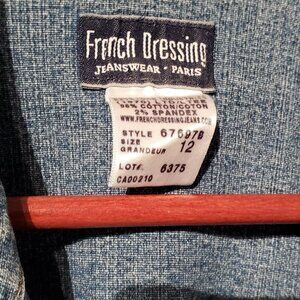 French Dressing
JEANSWEAR · PARIS
98% COTTON/COTON
2% SPANDEX
WWW.FRENCHDRESSINGJEANS.COM
STYLE 67697B
SIZE
GRANDEUR 12
LOT#. 6375
CA00210